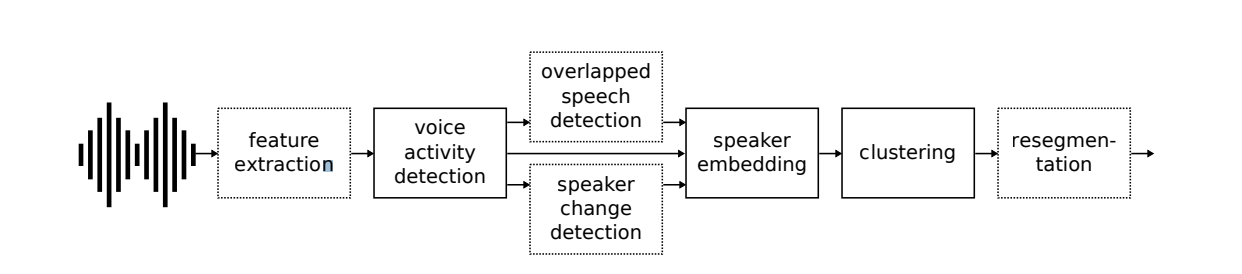 feature
extraction
voice
activity
detection
overlapped
speech
detection
speaker
change
detection
speaker
embedding
clustering
resegmen-
tation